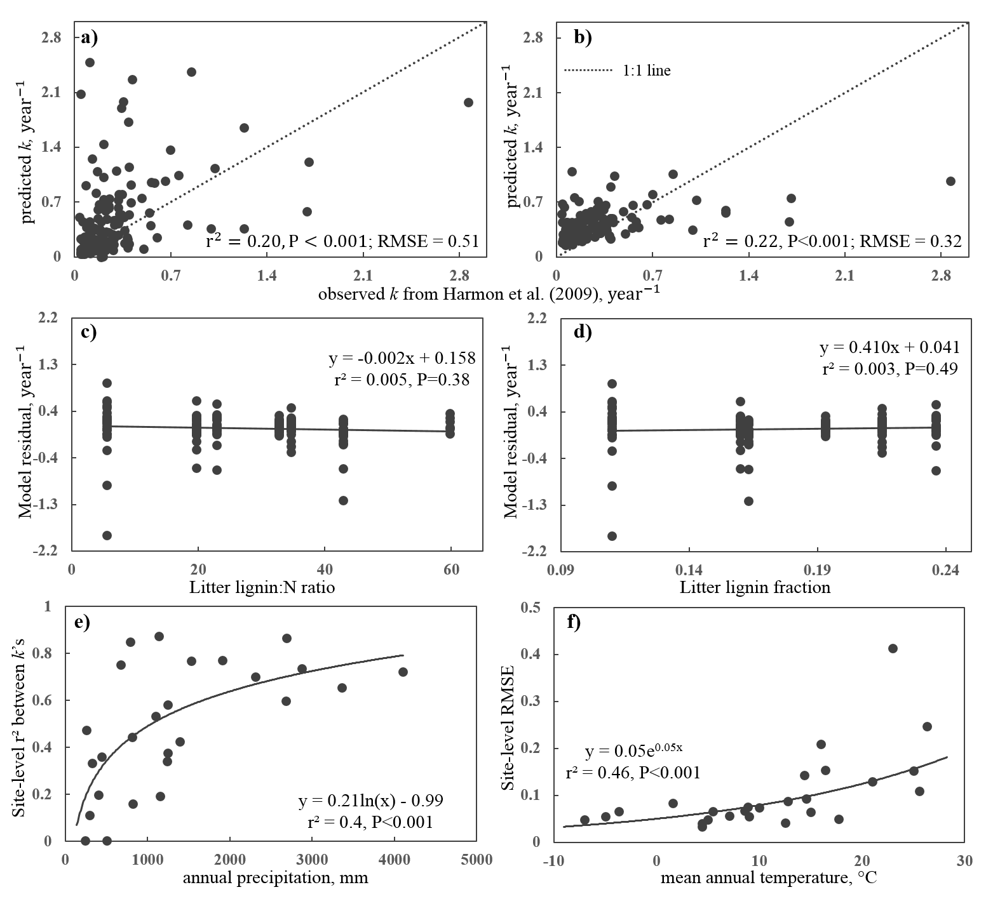 a)
2.8
2.1
1.4
0.7
0
predicted k, year⁻¹
r² = 0.20, P < 0.001; RMSE = 0.51
0 0.7 1.4 2.1 2.8
b)
1:1 line
2.8
2.1
1.4
0.7
0
predicted k, year⁻¹
r² = 0.22, P<0.001; RMSE = 0.32
0 0.7 1.4 2.1 2.8
observed k from Harmon et al. (2009), year⁻¹
c)
2.2
1.3
0.4
-0.4
-1.3
-2.2
Model residual, year⁻¹
y = -0.002x + 0.158
r² = 0.005, P=0.38
0 20 40 60
Litter lignin:N ratio
d)
2.2
1.3
0.4
-0.4
-1.3
-2.2
Model residual, year⁻¹
y = 0.410x + 0.041
r² = 0.003, P=0.49
0.09 0.14 0.19 0.24
Litter lignin fraction
e)
1
0.8
0.6
0.4
0.2
0
Site-level r² between k’s
y = 0.21ln(x) - 0.99
r² = 0.4, P<0.001
0 1000 2000 3000 4000 5000
annual precipitation, mm
f)
0.5
0.4
0.3
0.2
0.1
0
Site-level RMSE
y = 0.05e⁰·⁰⁵ˣ
r² = 0.46, P<0.001
-10 0 10 20 30
mean annual temperature, °C